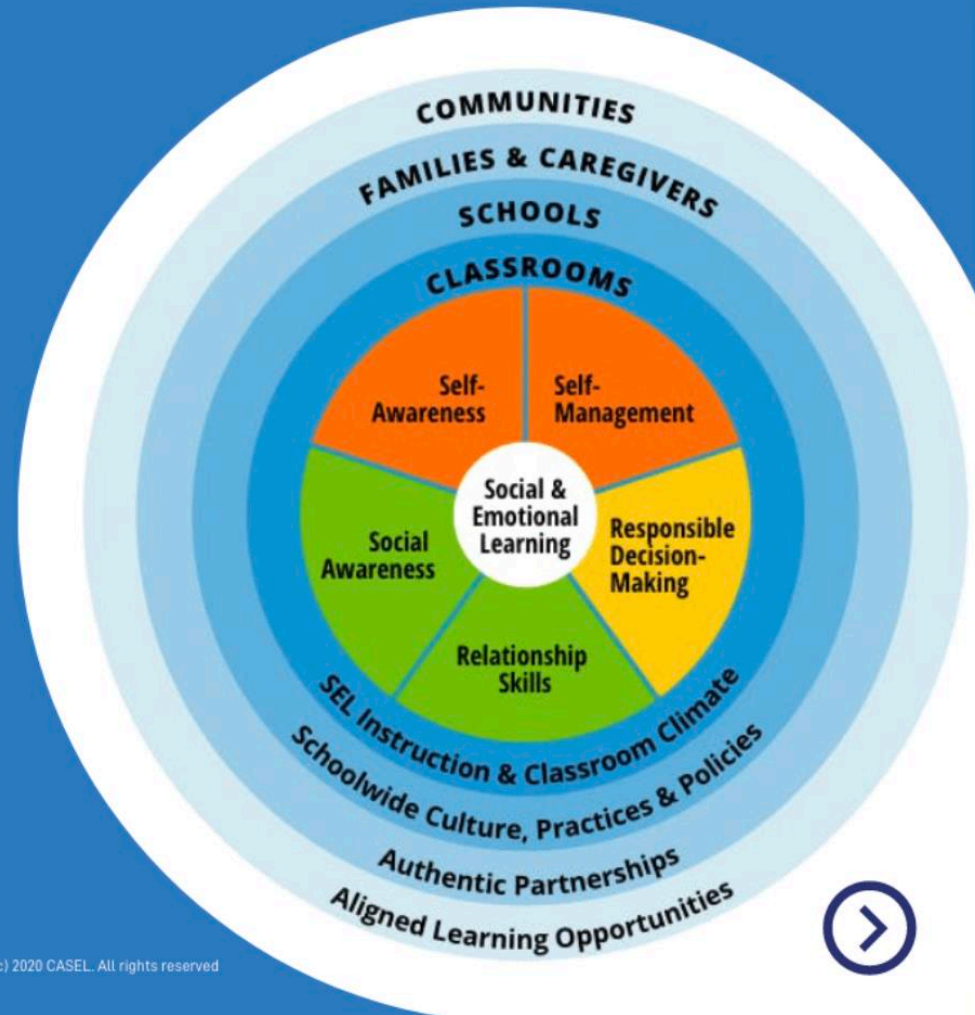 COMMUNITIES
FAMILIES & CAREGIVERS
SCHOOLS
CLASSROOMS
Self-
Awareness
Self-
Management
Social &
Emotional
Learning
Social
Awareness
Responsible
Decision-
Making
Relationship
Skills
SEL Instruction & Classroom Climate
Schoolwide Culture, Practices & Policies
Authentic Partnerships
Aligned Learning Opportunities
c) 2020 CASEL. All rights reserved